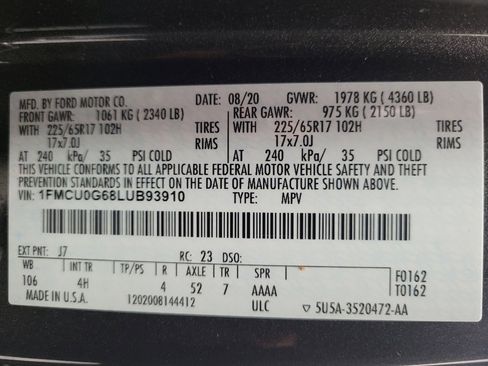 MFD. BY FORD MOTOR CO. DATE: 08/20 GVWR: 1978 KG ( 4360 LB)
FRONT GAWR: 1061 KG ( 2340 LB) REAR GAWR: 975 KG ( 2150 LB)
WITH 225/65R17 102H TIRES WITH 225/65R17 102H TIRES
17x7.0J RIMS 17x7.0J RIMS
AT 240 kPa/ 35 PSI COLD AT 240 kPa/ 35 PSI COLD
THIS VEHICLE CONFORMS TO ALL APPLICABLE FEDERAL MOTOR VEHICLE SAFETY AND THEFT
PREVENTION STANDARDS IN EFFECT ON THE DATE OF MANUFACTURE SHOWN ABOVE.
VIN: 1FMCU0G68LUB93910 TYPE: MPV
EXT PNT: J7 RC: 23 DSO: F0162
WB INT TR TP/PS R AXLE TR SPR T0162
106 4H 4 52 7 AAAA
MADE IN U.S.A. 1202008144412 ULC ▽ 5U5A-3520472-AA